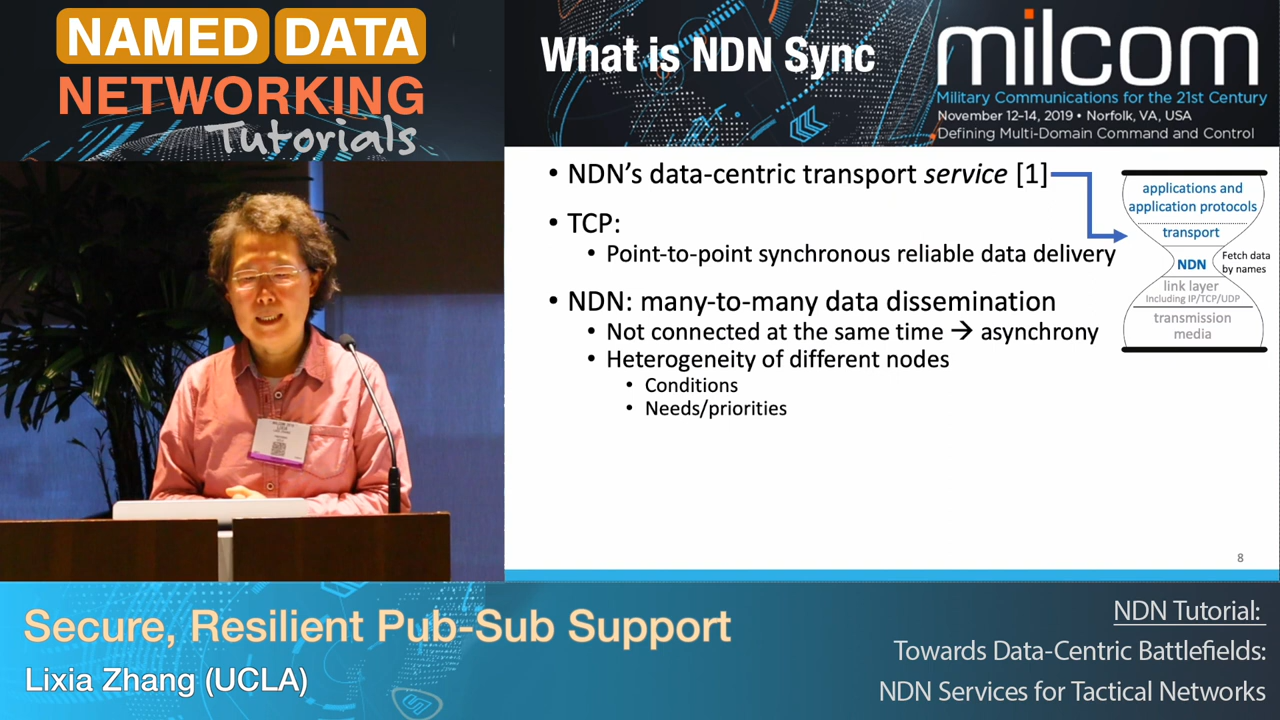 NAMED DATA
NETWORKING
Tutorials
What is NDN Sync
milcom
Military Communications for the 21st Century
November 12-14, 2019 • Norfolk, VA, USA
Defining Multi-Domain Command and Control
• NDN's data-centric transport service [1]
• TCP:
• Point-to-point synchronous reliable data delivery
• NDN: many-to-many data dissemination
• Not connected at the same time → asynchrony
• Heterogeneity of different nodes
• Conditions
• Needs/priorities
applications and
application protocols
transport
NDN
Fetch data
by names
link layer
Including IP/TCP/UDP
transmission
media
8
Secure, Resilient Pub-Sub Support
Lixia Zhang (UCLA)
NDN Tutorial:
Towards Data-Centric Battlefields:
NDN Services for Tactical Networks